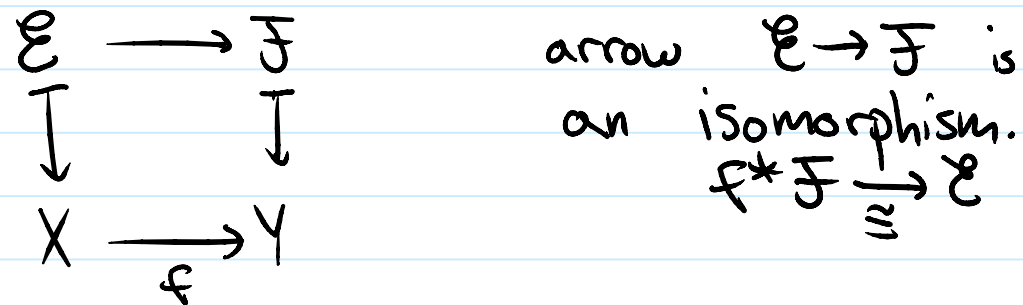 ℰ → ℱ arrow ℰ → ℱ is
↧ ↧ an isomorphism.
f*ℱ →≅ ℰ
X →f Y